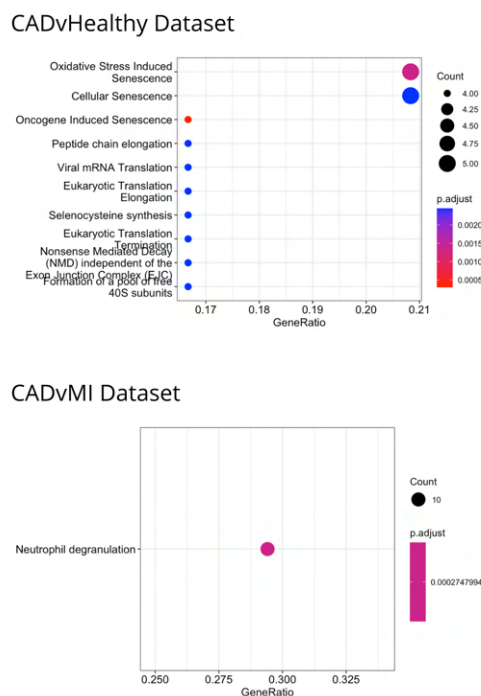 CADvHealthy Dataset
Oxidative Stress Induced
Senescence
Cellular Senescence
Oncogene Induced Senescence
Peptide chain elongation
Viral mRNA Translation
Eukaryotic Translation
Elongation
Selenocysteine synthesis
Eukaryotic Translation
Termination
Nonsense Mediated Decay
(NMD) independent of the
Exon Junction Complex (EJC)
Formation of a pool of free
40S subunits
0.17 0.18 0.19 0.20 0.21
GeneRatio
Count
4.00
4.25
4.50
4.75
5.00
p.adjust
0.0020
0.0015
0.0010
0.0005
CADvMI Dataset
Neutrophil degranulation
0.250 0.275 0.300 0.325
GeneRatio
Count
10
p.adjust
0.0002747994